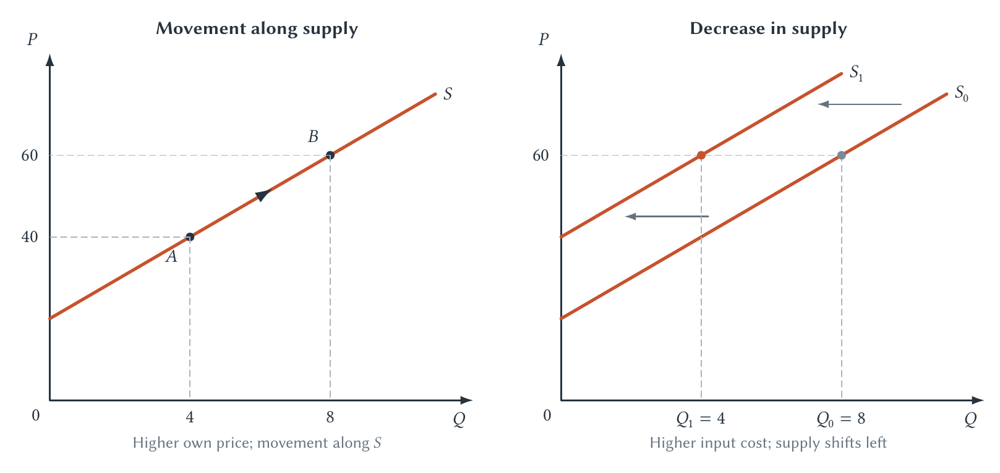 Movement along supply
P
S
B
60
40
A
0
4
8
Q
Higher own price; movement along S
Decrease in supply
P
S₁
S₀
60
0
Q₁ = 4
Q₀ = 8
Q
Higher input cost; supply shifts left